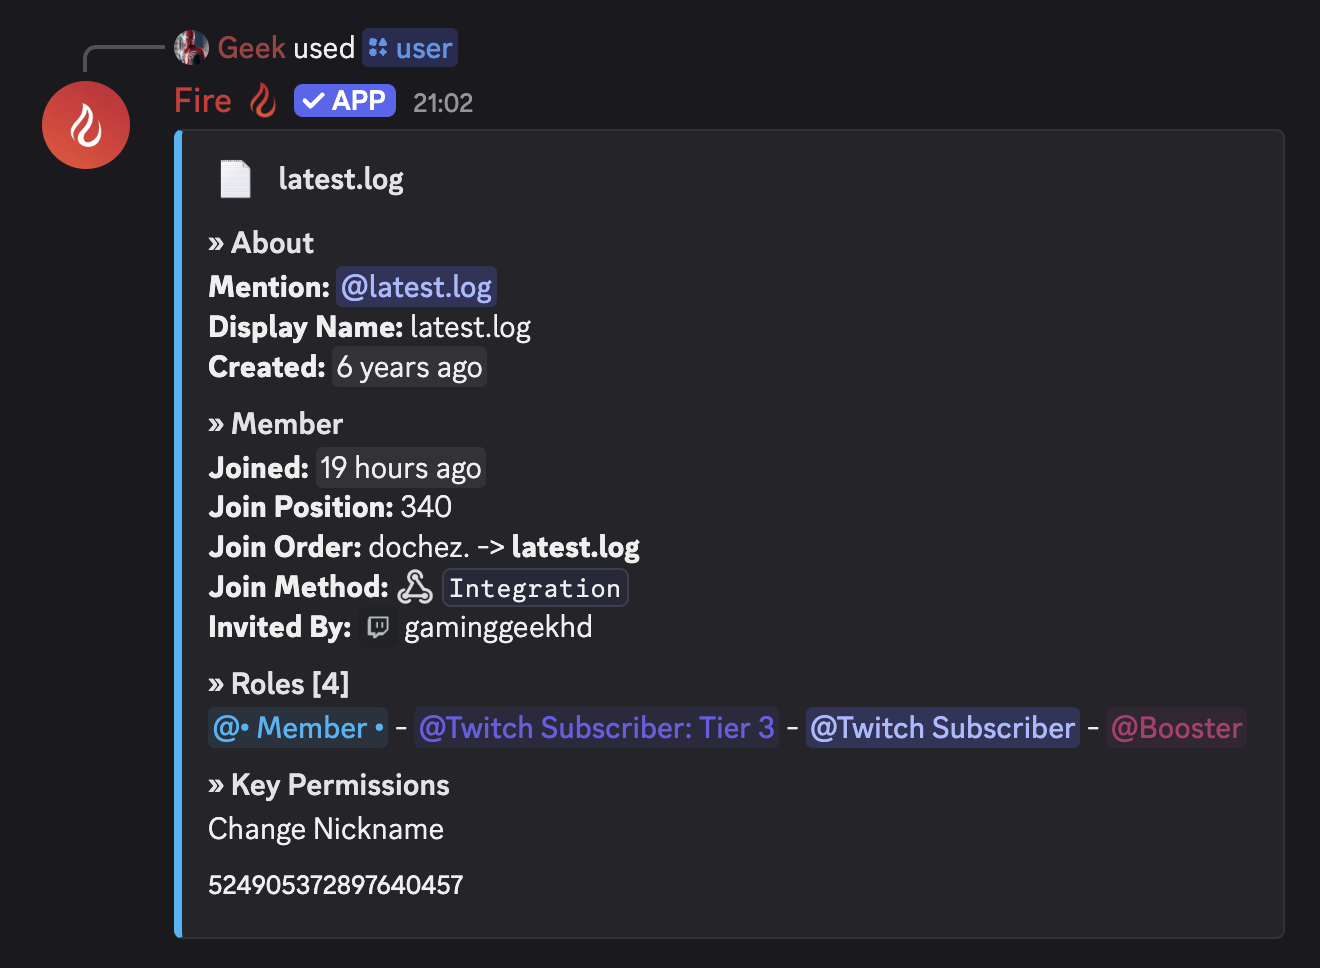 Geek used user
Fire APP 21:02
latest.log
» About
Mention: @latest.log
Display Name: latest.log
Created: 6 years ago
» Member
Joined: 19 hours ago
Join Position: 340
Join Order: dochez. -> latest.log
Join Method: Integration
Invited By: gaminggeekhd
» Roles [4]
@• Member • - @Twitch Subscriber: Tier 3 - @Twitch Subscriber - @Booster
» Key Permissions
Change Nickname
524905372897640457